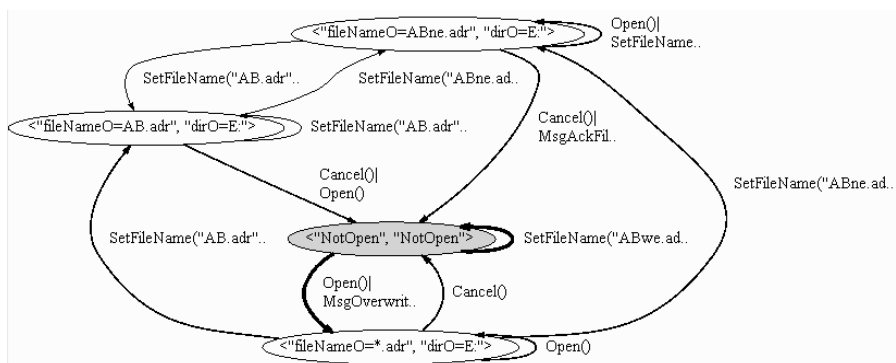 <"fileNameO=ABne.adr", "dirO=E:">
Open()|
SetFileName..
SetFileName("AB.adr"..
SetFileName("ABne.ad..
<"fileNameO=AB.adr", "dirO=E:">
SetFileName("AB.adr"..
Cancel()|
MsgAckFil..
Cancel()|
Open()
SetFileName("ABne.ad..
SetFileName("AB.adr"..
<"NotOpen", "NotOpen">
SetFileName("ABwe.ad..
Open()|
MsgOverwrit..
Cancel()
<"fileNameO=*.adr", "dirO=E:">
Open()